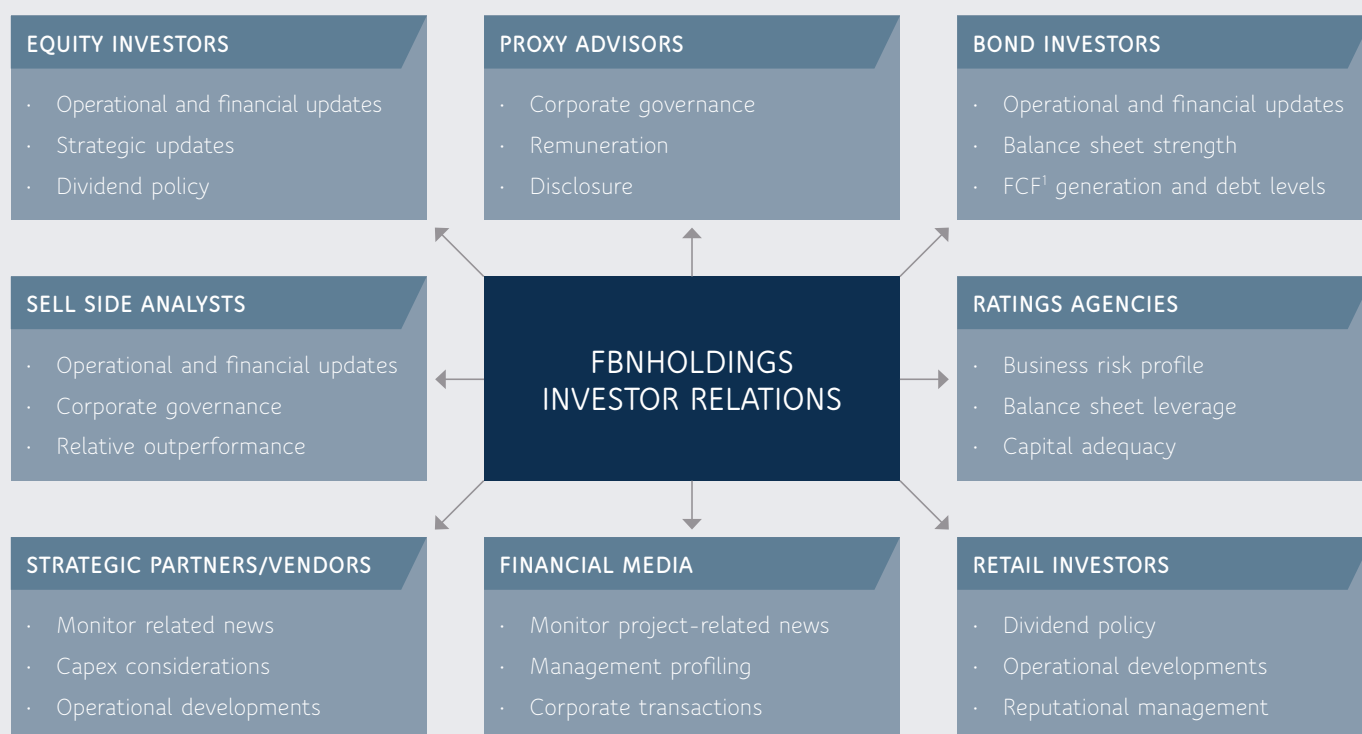 EQUITY INVESTORS
· Operational and financial updates
· Strategic updates
· Dividend policy
PROXY ADVISORS
· Corporate governance
· Remuneration
· Disclosure
BOND INVESTORS
· Operational and financial updates
· Balance sheet strength
· FCF¹ generation and debt levels
SELL SIDE ANALYSTS
· Operational and financial updates
· Corporate governance
· Relative outperformance
FBNHOLDINGS
INVESTOR RELATIONS
RATINGS AGENCIES
· Business risk profile
· Balance sheet leverage
· Capital adequacy
STRATEGIC PARTNERS/VENDORS
· Monitor related news
· Capex considerations
· Operational developments
FINANCIAL MEDIA
· Monitor project-related news
· Management profiling
· Corporate transactions
RETAIL INVESTORS
· Dividend policy
· Operational developments
· Reputational management